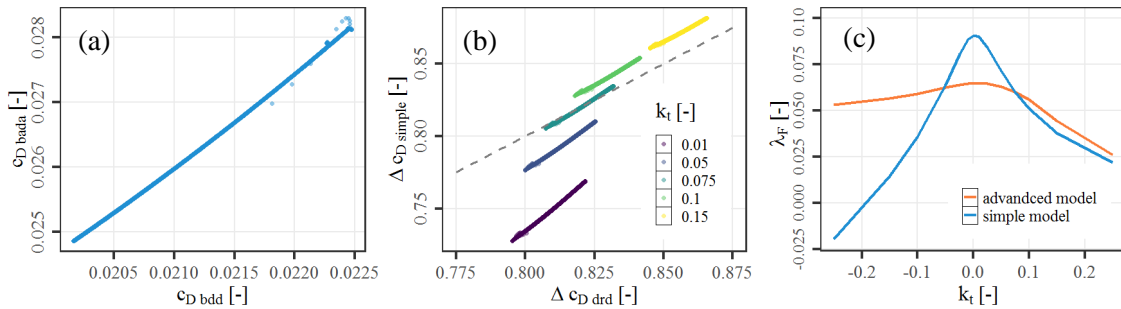 (a)
0.028
0.027
0.026
0.025
c_D bada [-]
0.0205
0.0210
0.0215
0.0220
0.0225
c_D bdd [-]
(b)
0.85
0.80
0.75
Δ c_D simple [-]
k_t
0.01
0.05
0.075
0.1
0.15
0.775
0.800
0.825
0.850
0.875
Δ c_D drd [-]
(c)
0.100
0.075
0.050
0.025
0.000
-0.025
λ_F
advandced model
simple model
-0.2
-0.1
0.0
0.1
0.2
k_t [-]